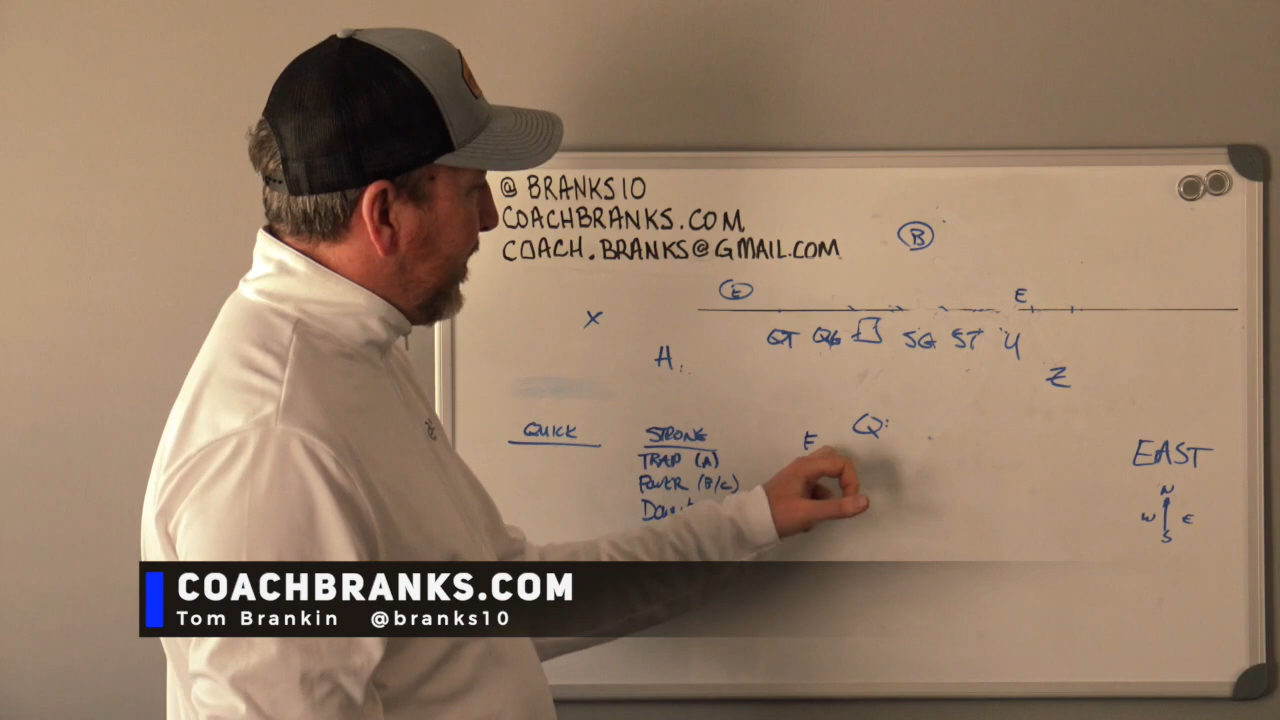 @ BRANKS10
COACHBRANKS.COM
COACH.BRANKS@GMAIL.COM
B
E
E
X
QT QG SG ST Y
H
Z
Q
E
QUICK
STRONG
TRAP (A)
POWER (B/C)
EAST
N
W E
S
COACHBRANKS.COM
Tom Brankin @branks10